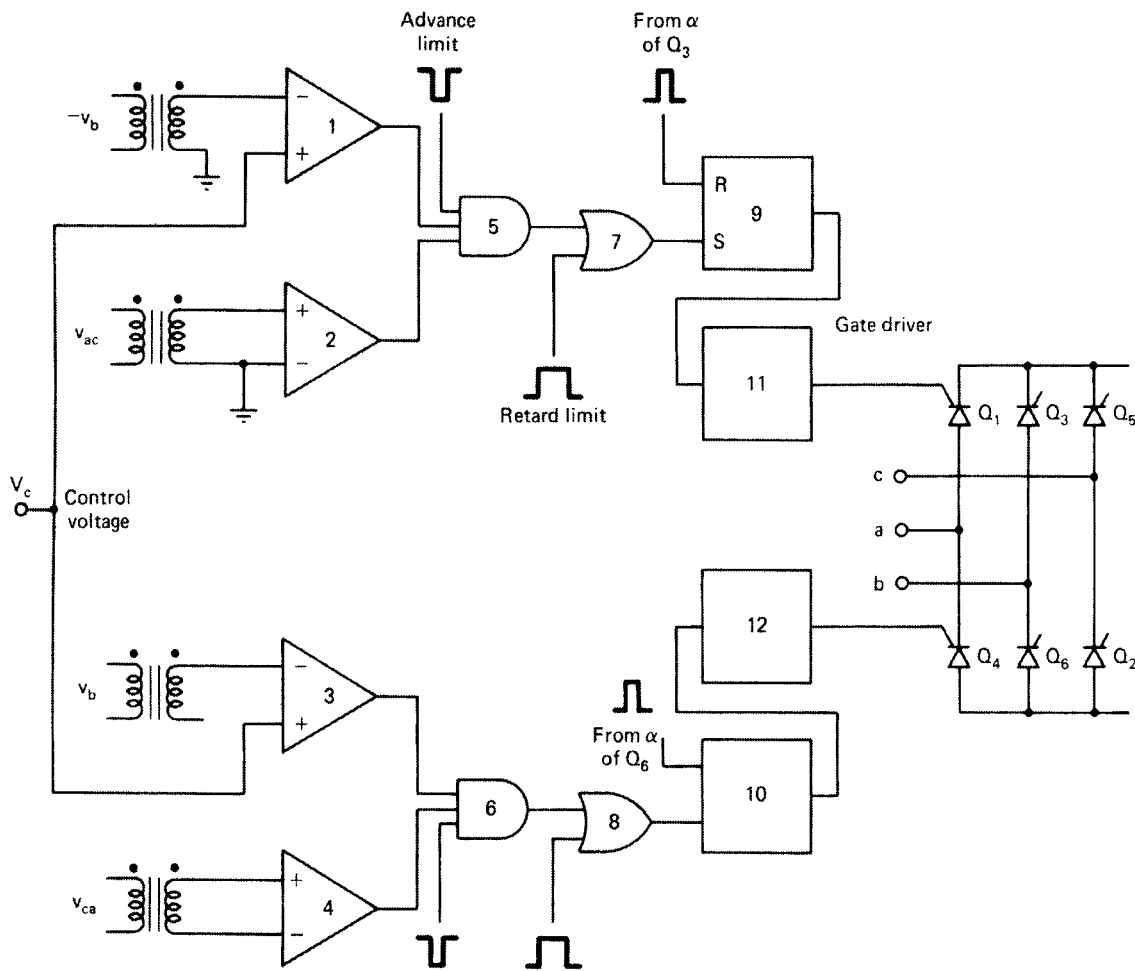 Advance
limit
From α
of Q₃
−v_b
−
1
+
5
7
R
S
9
v_ac
+
2
−
Retard limit
Gate driver
11
Q₁
Q₃
Q₅
V_c
Control
voltage
c
a
b
12
Q₄
Q₆
Q₂
v_b
−
3
+
From α
of Q₆
6
8
10
v_ca
+
4
−